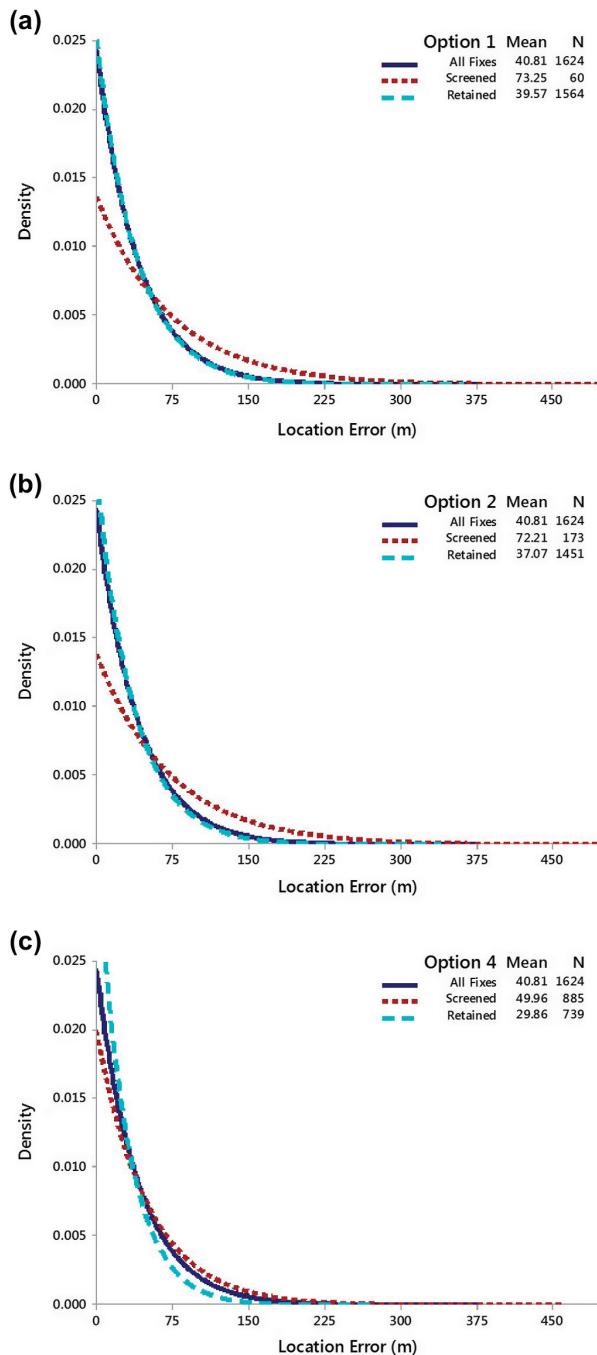 (a)
Option 1 Mean N
All Fixes 40.81 1624
Screened 73.25 60
Retained 39.57 1564
0.025
0.020
0.015
0.010
0.005
0.000
Density
0 75 150 225 300 375 450
Location Error (m)
(b)
Option 2 Mean N
All Fixes 40.81 1624
Screened 72.21 173
Retained 37.07 1451
0.025
0.020
0.015
0.010
0.005
0.000
Density
0 75 150 225 300 375 450
Location Error (m)
(c)
Option 4 Mean N
All Fixes 40.81 1624
Screened 49.96 885
Retained 29.86 739
0.025
0.020
0.015
0.010
0.005
0.000
Density
0 75 150 225 300 375 450
Location Error (m)